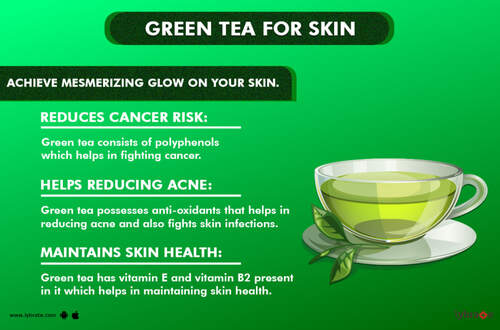 GREEN TEA FOR SKIN
ACHIEVE MESMERIZING GLOW ON YOUR SKIN.
REDUCES CANCER RISK:
Green tea consists of polyphenols
which helps in fighting cancer.
HELPS REDUCING ACNE:
Green tea possesses anti-oxidants that helps in
reducing acne and also fights skin infections.
MAINTAINS SKIN HEALTH:
Green tea has vitamin E and vitamin B2 present
in it which helps in maintaining skin health.
www.lybrate.com